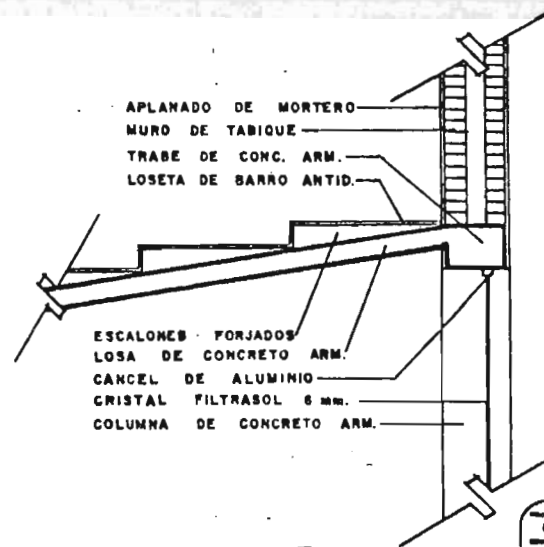 APLANADO DE MORTERO
MURO DE TABIQUE
TRABE DE CONC. ARM.
LOSETA DE BARRO ANTID.
ESCALONES FORJADOS
LOSA DE CONCRETO ARM.
CANCEL DE ALUMINIO
CRISTAL FILTRASOL 6 mm.
COLUMNA DE CONCRETO ARM.